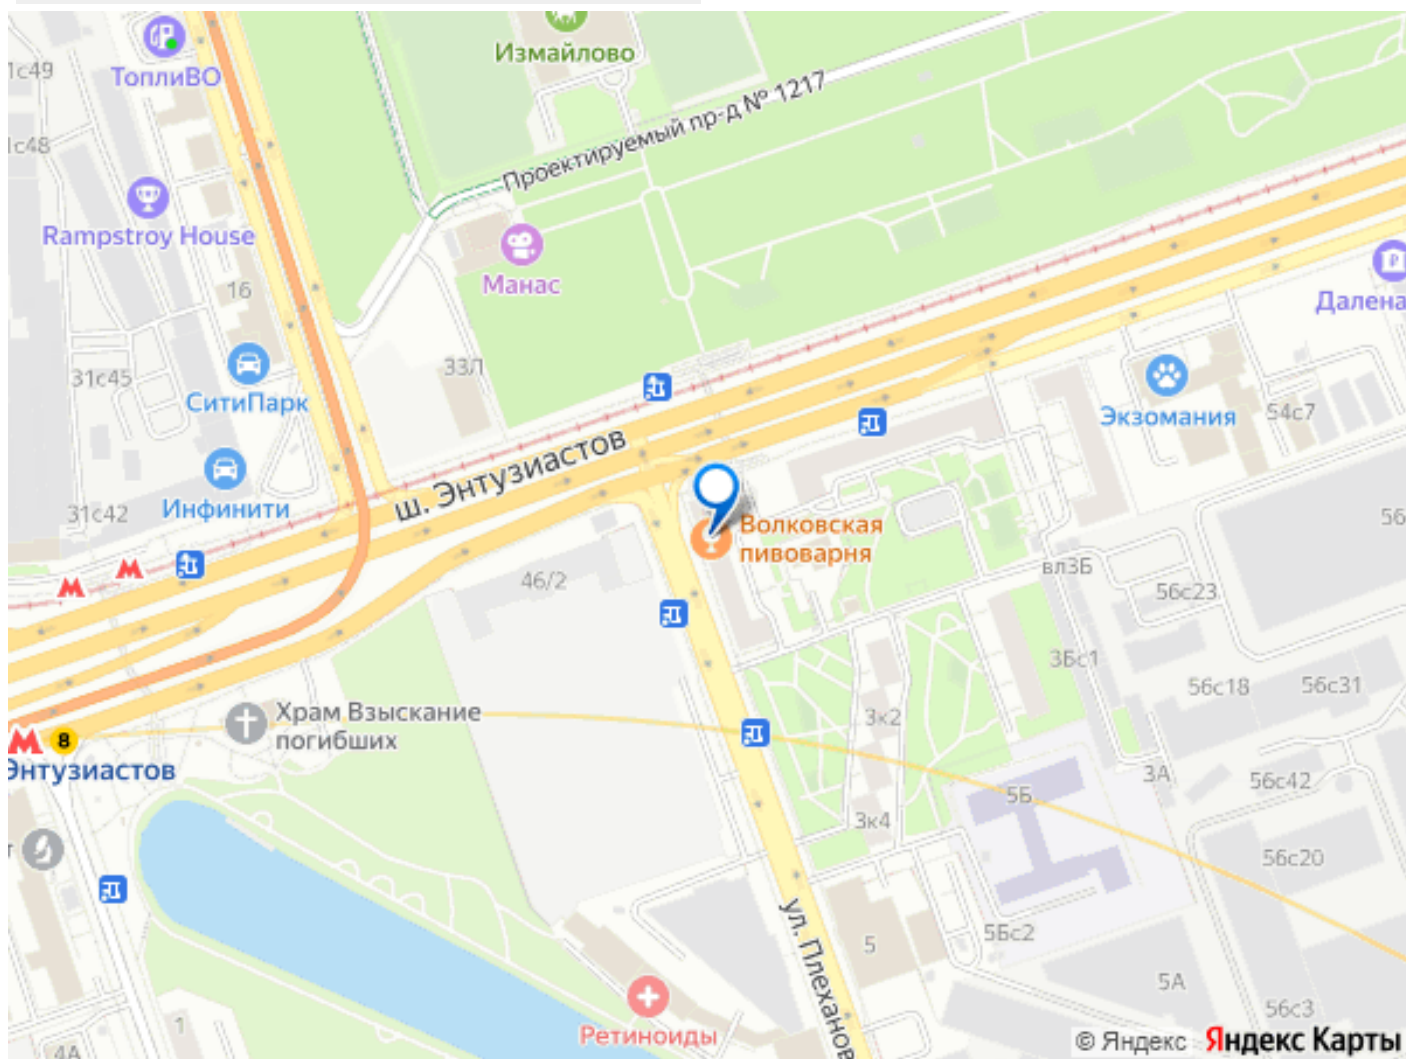 ТоплиВО
Измайлово
1с49
1с48
Проектируемый пр-д № 1217
Rampstroy House
Манас
16
Далена
33Л
31с45
СитиПарк
Экзомания
54с7
ш. Энтузиастов
Инфинити
31с42
Волковская
пивоварня
56
46/2
вл3Б
56с23
3Бс1
56с18
56с31
Храм Взыскание
погибших
3к2
8
Энтузиастов
3А
56с42
5Б
3к4
т
56с20
ул. Плеханов
5Бс2
5
5А
56с3
Ретиноиды
1
4А
© Яндекс
Яндекс Карты